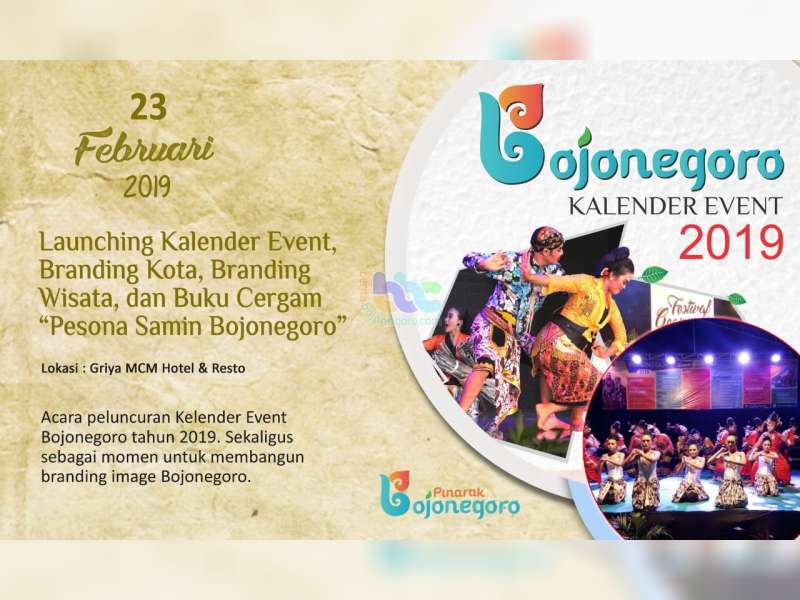 23
Februari
2019
Launching Kalender Event,
Branding Kota, Branding
Wisata, dan Buku Cergam
“Pesona Samin Bojonegoro”
Lokasi : Griya MCM Hotel & Resto
Acara peluncuran Kelender Event
Bojonegoro tahun 2019. Sekaligus
sebagai momen untuk membangun
branding image Bojonegoro.
Bojonegoro
KALENDER EVENT
2019
Festival
Pinarak
Bojonegoro